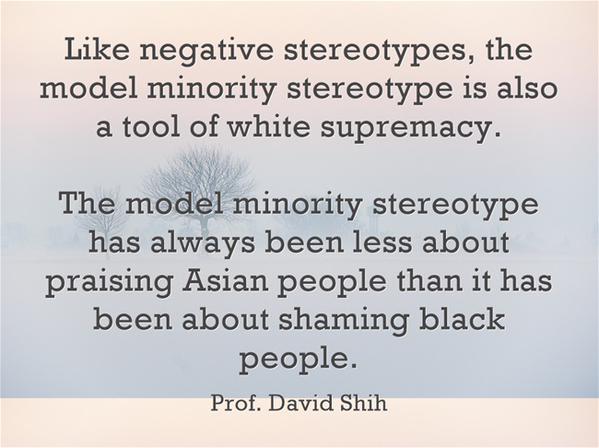 Like negative stereotypes, the
model minority stereotype is also
a tool of white supremacy.
The model minority stereotype
has always been less about
praising Asian people than it has
been about shaming black
people.
Prof. David Shih